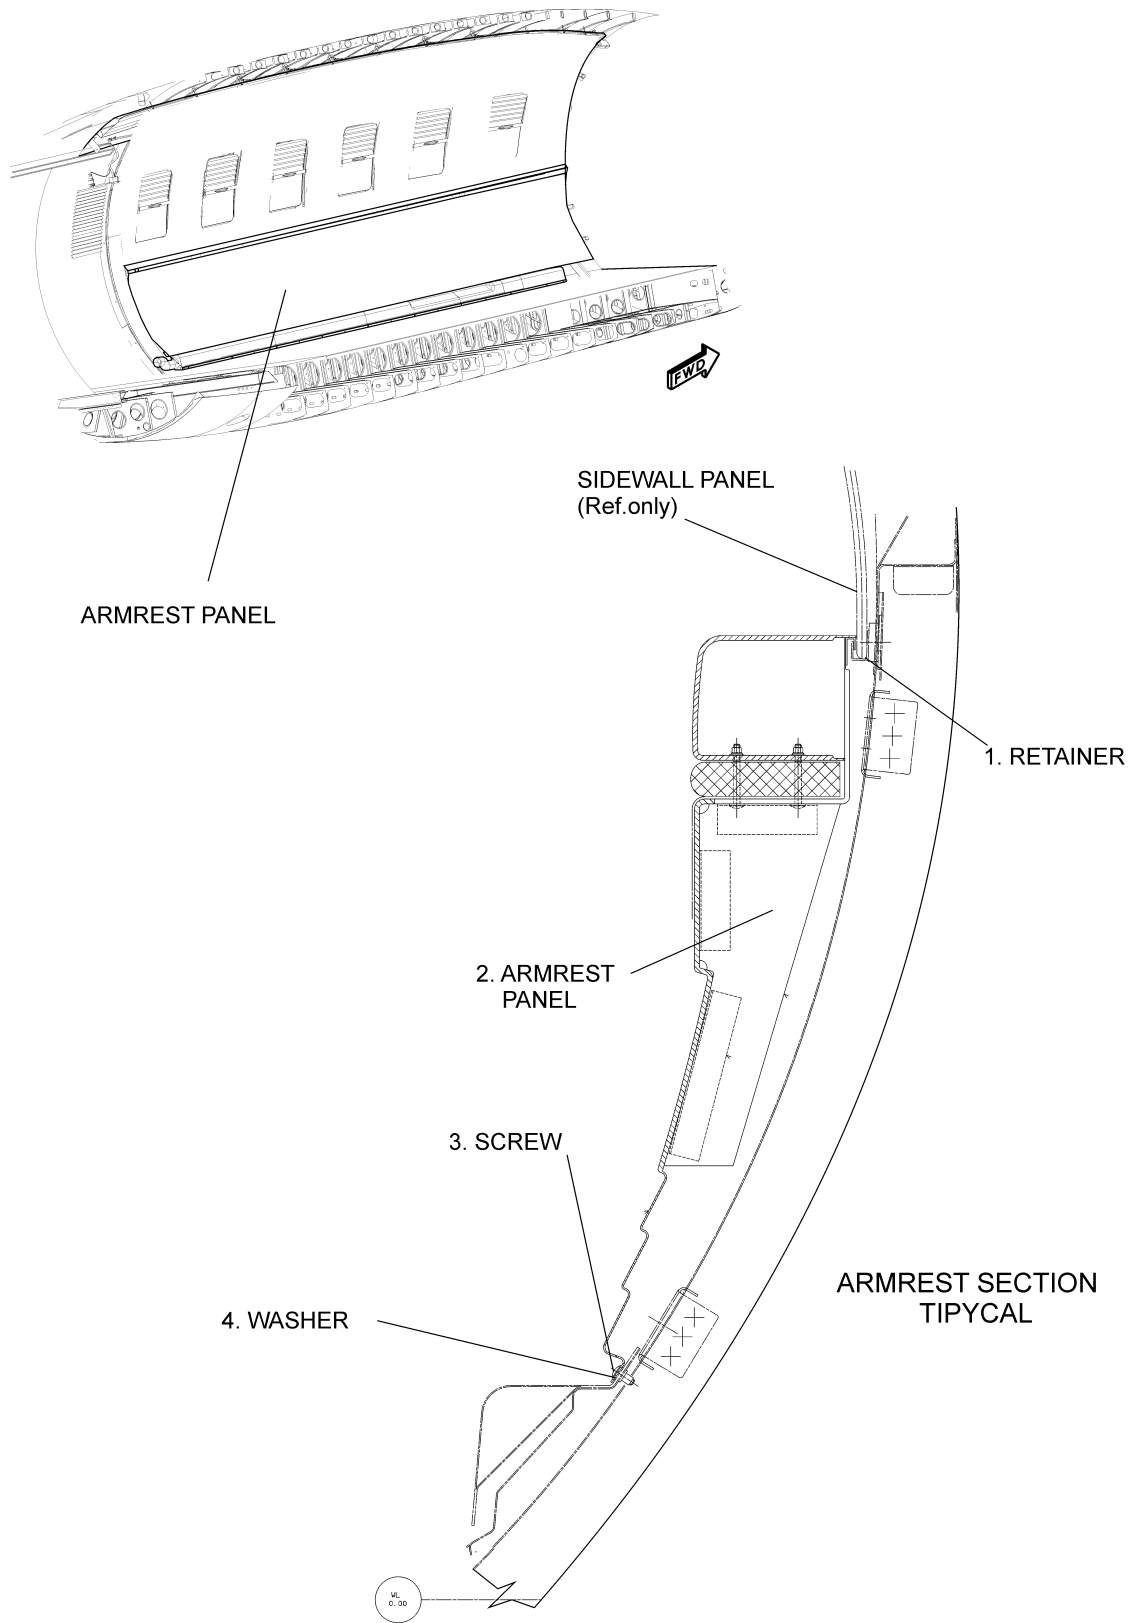 FWD
SIDEWALL PANEL
(Ref.only)
ARMREST PANEL
1. RETAINER
2. ARMREST
PANEL
3. SCREW
4. WASHER
ARMREST SECTION
TIPYCAL
WL
0.00